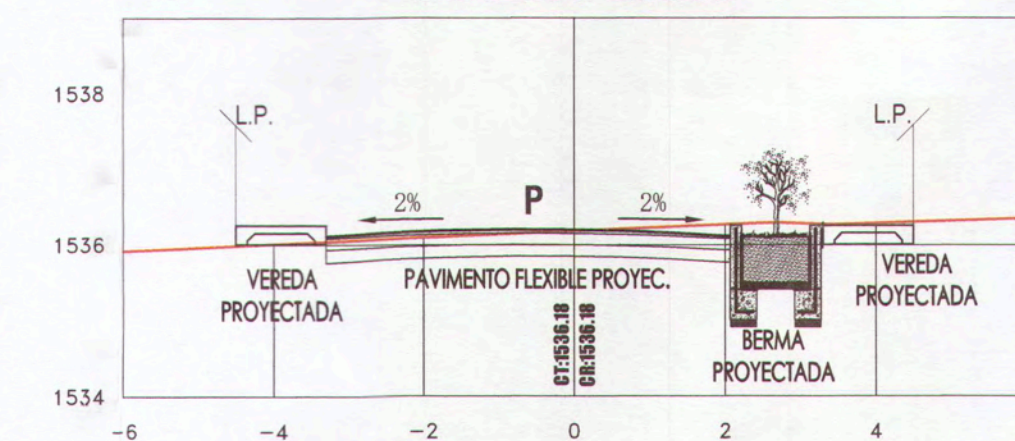 1538
L.P.
L.P.
2%
P
2%
1536
VEREDA
PROYECTADA
PAVIMENTO FLEXIBLE PROYEC.
VEREDA
PROYECTADA
CT:1536.18
CR:1536.18
BERMA
PROYECTADA
1534
-6
-4
-2
0
2
4